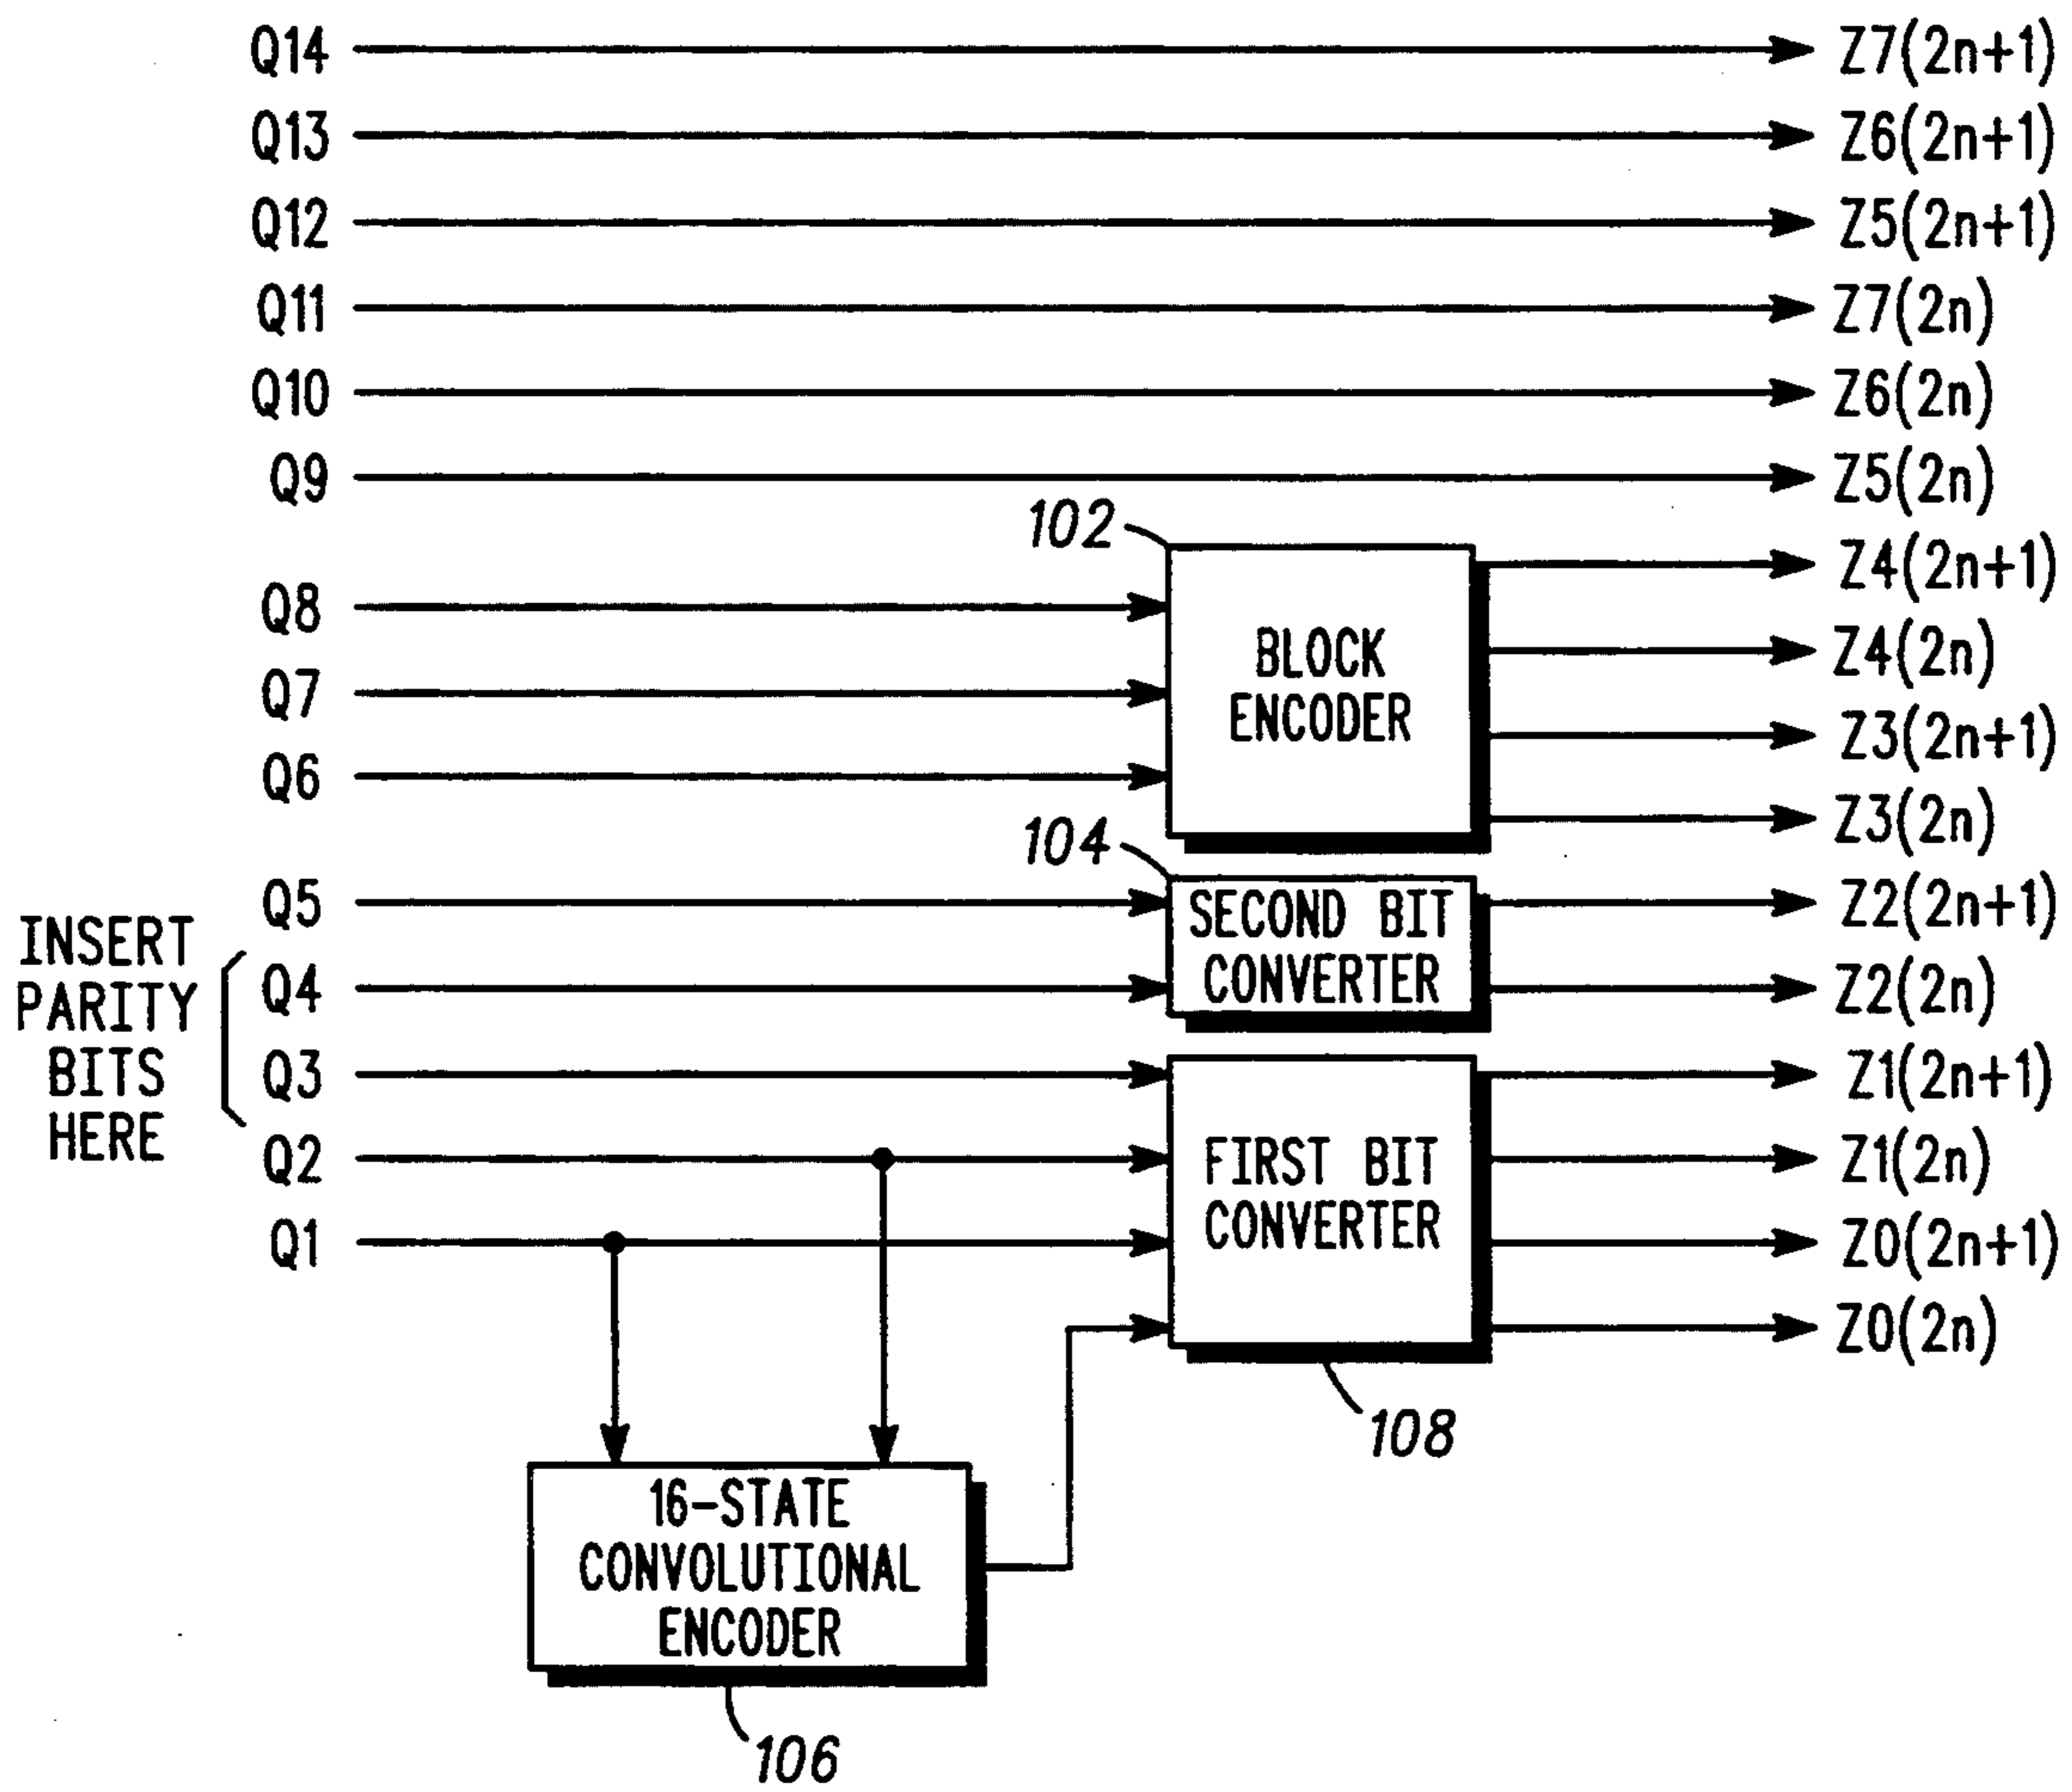 Q14 Z7(2n+1)
Q13 Z6(2n+1)
Q12 Z5(2n+1)
Q11 Z7(2n)
Q10 Z6(2n)
Q9 Z5(2n)
102
Z4(2n+1)
Q8
BLOCK
ENCODER
Z4(2n)
Q7
Z3(2n+1)
Q6
Z3(2n)
104
Q5
SECOND BIT
CONVERTER
Z2(2n+1)
INSERT
PARITY
BITS
HERE
Q4
Z2(2n)
Q3
Z1(2n+1)
Q2
FIRST BIT
CONVERTER
Z1(2n)
Q1
Z0(2n+1)
Z0(2n)
108
16-STATE
CONVOLUTIONAL
ENCODER
106